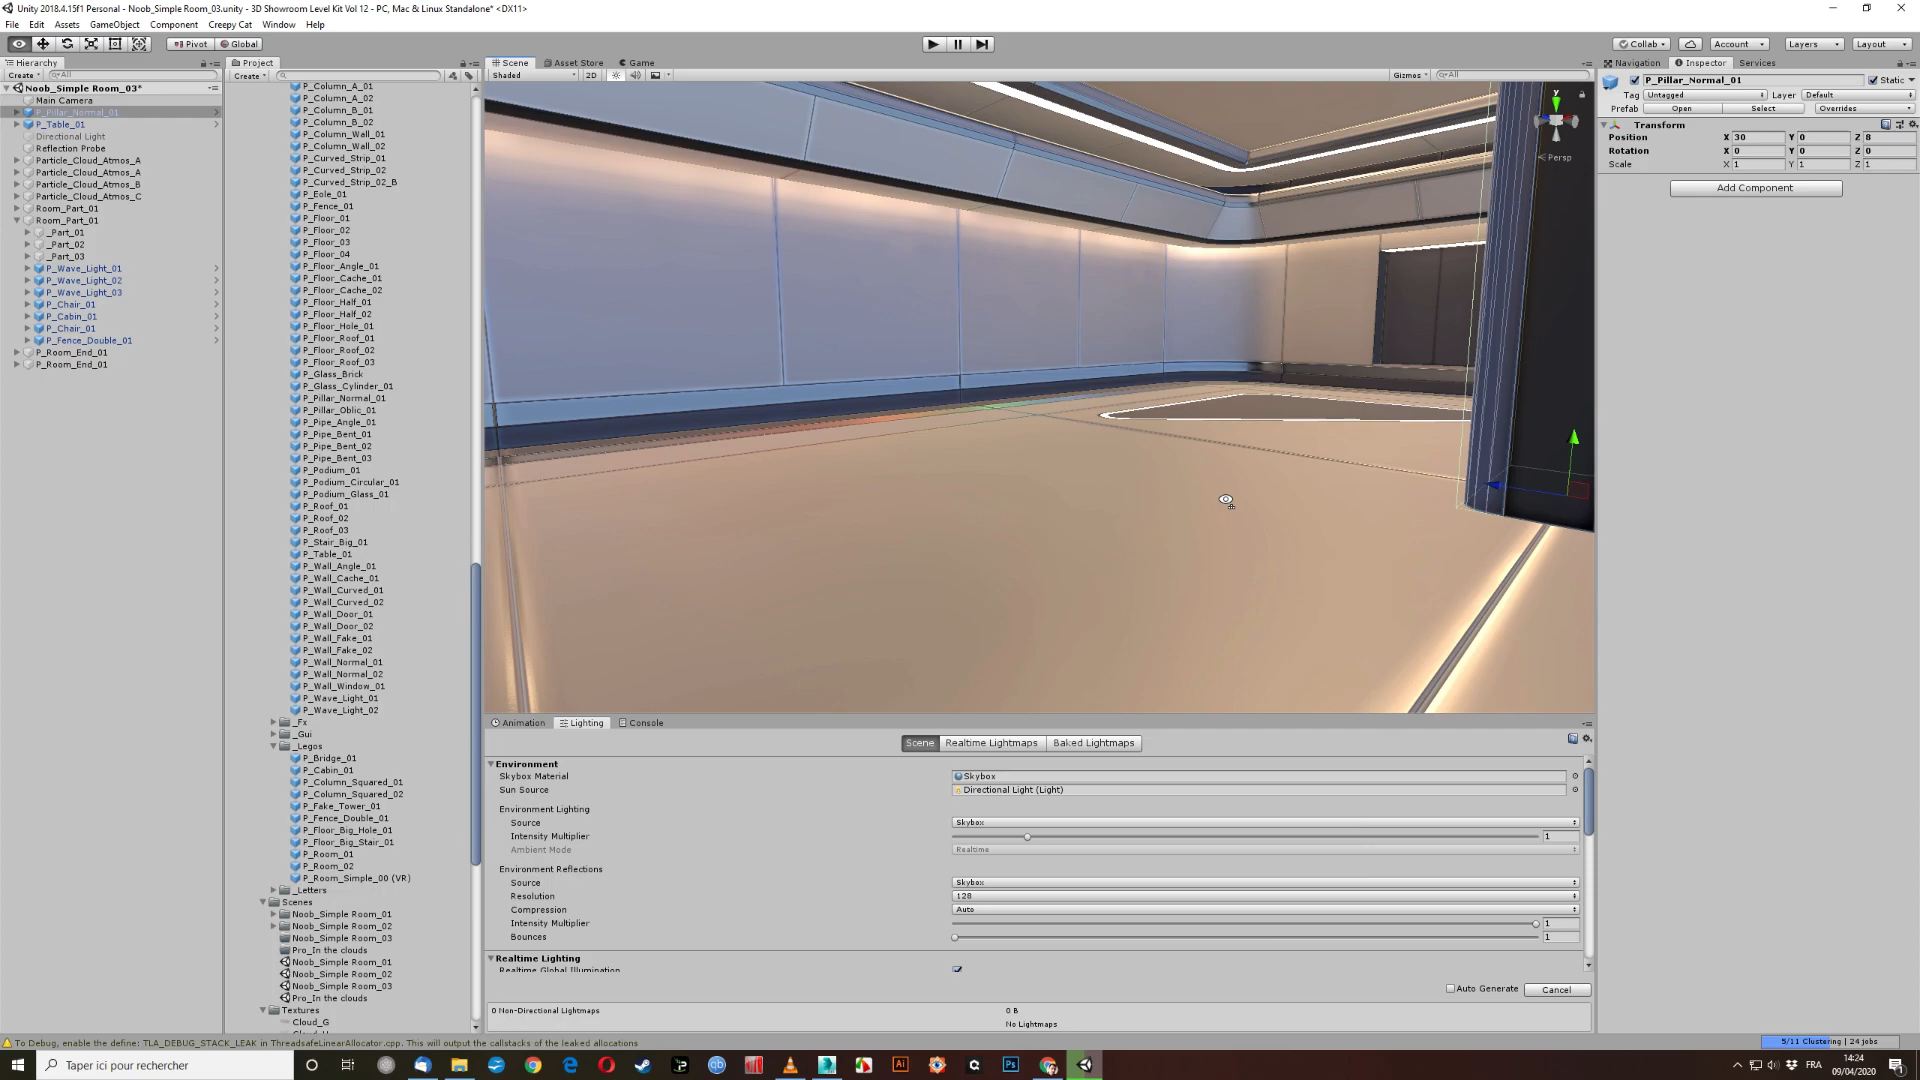 Unity 2018.4.15f1 Personal - Noob_Simple Room_03.unity - 3D Showroom Level Kit Vol 12 - PC, Mac & Linux Standalone* <DX11>
File Edit Assets GameObject Component Creepy Cat Window Help
Pivot Global
Collab Account Layers Layout
Hierarchy
Create All
Noob_Simple Room_03*
Main Camera
P_Pillar_Normal_01
P_Table_01
Directional Light
Reflection Probe
Particle_Cloud_Atmos_A
Particle_Cloud_Atmos_A
Particle_Cloud_Atmos_B
Particle_Cloud_Atmos_C
Room_Part_01
Room_Part_01
_Part_01
_Part_02
_Part_03
P_Wave_Light_01
P_Wave_Light_02
P_Wave_Light_03
P_Chair_01
P_Cabin_01
P_Chair_01
P_Fence_Double_01
P_Room_End_01
P_Room_End_01
Project
Create
P_Column_A_01
P_Column_A_02
P_Column_B_01
P_Column_B_02
P_Column_Wall_01
P_Column_Wall_02
P_Curved_Strip_01
P_Curved_Strip_02
P_Curved_Strip_02_B
P_Eole_01
P_Fence_01
P_Floor_01
P_Floor_02
P_Floor_03
P_Floor_04
P_Floor_Angle_01
P_Floor_Cache_01
P_Floor_Cache_02
P_Floor_Half_01
P_Floor_Half_02
P_Floor_Hole_01
P_Floor_Roof_01
P_Floor_Roof_02
P_Floor_Roof_03
P_Glass_Brick
P_Glass_Cylinder_01
P_Pillar_Normal_01
P_Pillar_Oblic_01
P_Pipe_Angle_01
P_Pipe_Bent_01
P_Pipe_Bent_02
P_Pipe_Bent_03
P_Podium_01
P_Podium_Circular_01
P_Podium_Glass_01
P_Roof_01
P_Roof_02
P_Roof_03
P_Stair_Big_01
P_Table_01
P_Wall_Angle_01
P_Wall_Cache_01
P_Wall_Curved_01
P_Wall_Curved_02
P_Wall_Door_01
P_Wall_Door_02
P_Wall_Fake_01
P_Wall_Fake_02
P_Wall_Normal_01
P_Wall_Normal_02
P_Wall_Window_01
P_Wave_Light_01
P_Wave_Light_02
_Fx
_Gui
_Legos
P_Bridge_01
P_Cabin_01
P_Column_Squared_01
P_Column_Squared_02
P_Fake_Tower_01
P_Fence_Double_01
P_Floor_Big_Hole_01
P_Floor_Big_Stair_01
P_Room_01
P_Room_02
P_Room_Simple_00 (VR)
_Letters
Scenes
Noob_Simple Room_01
Noob_Simple Room_02
Noob_Simple Room_03
Pro_In the clouds
Noob_Simple Room_01
Noob_Simple Room_02
Noob_Simple Room_03
Pro_In the clouds
Textures
Cloud_G
Scene Asset Store Game
Shaded 2D Gizmos All
y
Persp
Animation Lighting Console
Scene Realtime Lightmaps Baked Lightmaps
Environment
Skybox Material Skybox
Sun Source Directional Light (Light)
Environment Lighting
Source Skybox
Intensity Multiplier 1
Ambient Mode Realtime
Environment Reflections
Source Skybox
Resolution 128
Compression Auto
Intensity Multiplier 1
Bounces 1
Realtime Lighting
Realtime Global Illumination
Auto Generate Cancel
0 Non-Directional Lightmaps 0 B
No Lightmaps
Navigation Inspector Services
P_Pillar_Normal_01 Static
Tag Untagged Layer Default
Prefab Open Select Overrides
Transform
Position X 30 Y 0 Z 8
Rotation X 0 Y 0 Z 0
Scale X 1 Y 1 Z 1
Add Component
To Debug, enable the define: TLA_DEBUG_STACK_LEAK in ThreadsafeLinearAllocator.cpp. This will output the callstacks of the leaked allocations
5/11 Clustering | 24 jobs
Taper ici pour rechercher
qb
Ai
Ps
FRA
14:24
09/04/2020